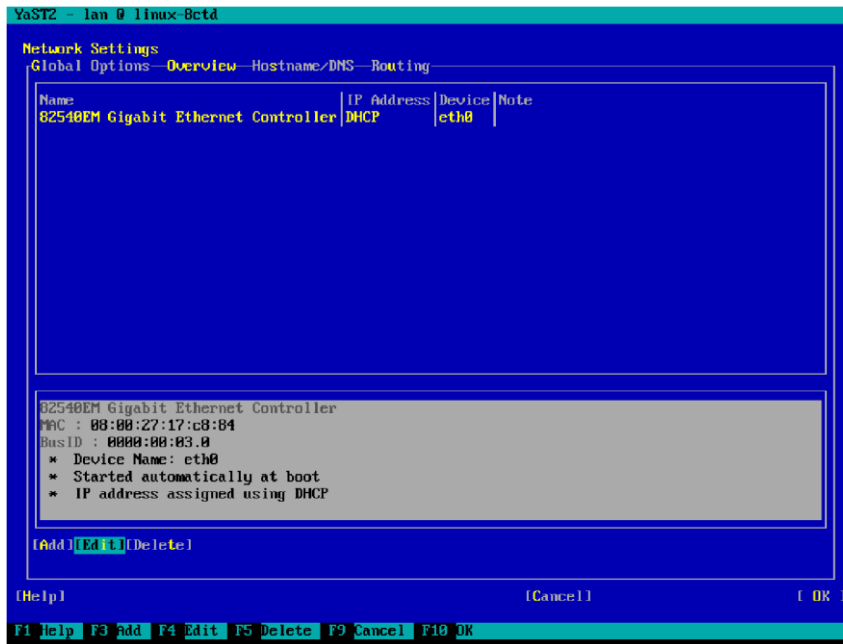 YaST2 - lan @ linux-8ctd
Network Settings
Global Options Overview Hostname/DNS Routing
Name IP Address Device Note
82540EM Gigabit Ethernet Controller DHCP eth0
82540EM Gigabit Ethernet Controller
MAC : 08:00:27:17:c8:84
BusID : 0000:00:03.0
* Device Name: eth0
* Started automatically at boot
* IP address assigned using DHCP
[Add][Edit][Delete]
[Help] [Cancel] [ OK ]
F1 Help F3 Add F4 Edit F5 Delete F9 Cancel F10 OK